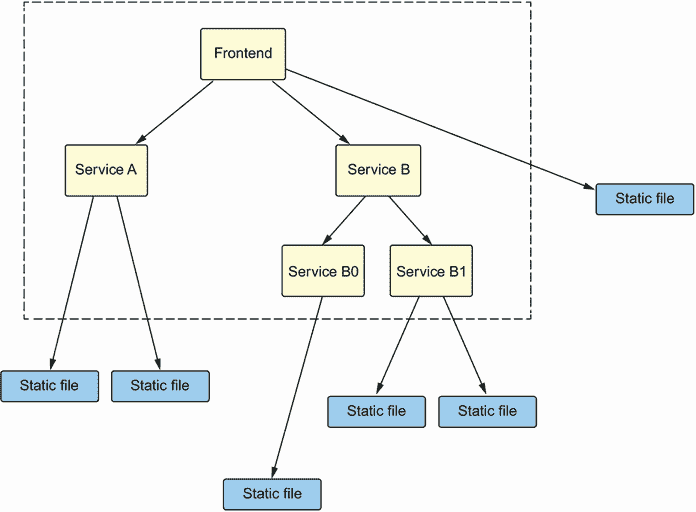 Frontend
Service A
Service B
Static file
Service B0
Service B1
Static file
Static file
Static file
Static file
Static file